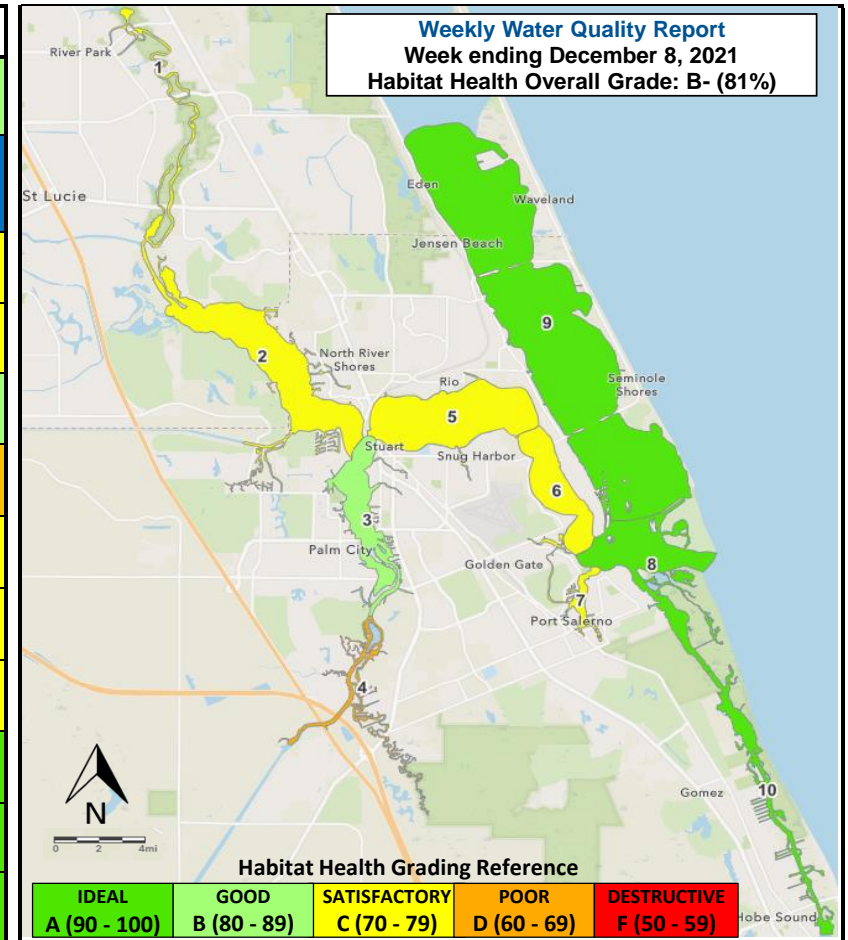 Weekly Water Quality Report
Week ending December 8, 2021
Habitat Health Overall Grade: B- (81%)
River Park
1
St Lucie
Eden
Waveland
Jensen Beach
9
2
North River
Shores
Rio
Seminole
Shores
5
Stuart
Snug Harbor
6
3
Palm City
Golden Gate
8
7
Port Salerno
4
N
Gomez
10
0 2 4mi
Habitat Health Grading Reference
IDEAL
A (90 - 100)
GOOD
B (80 - 89)
SATISFACTORY
C (70 - 79)
POOR
D (60 - 69)
DESTRUCTIVE
F (50 - 59)
Hobe Sound